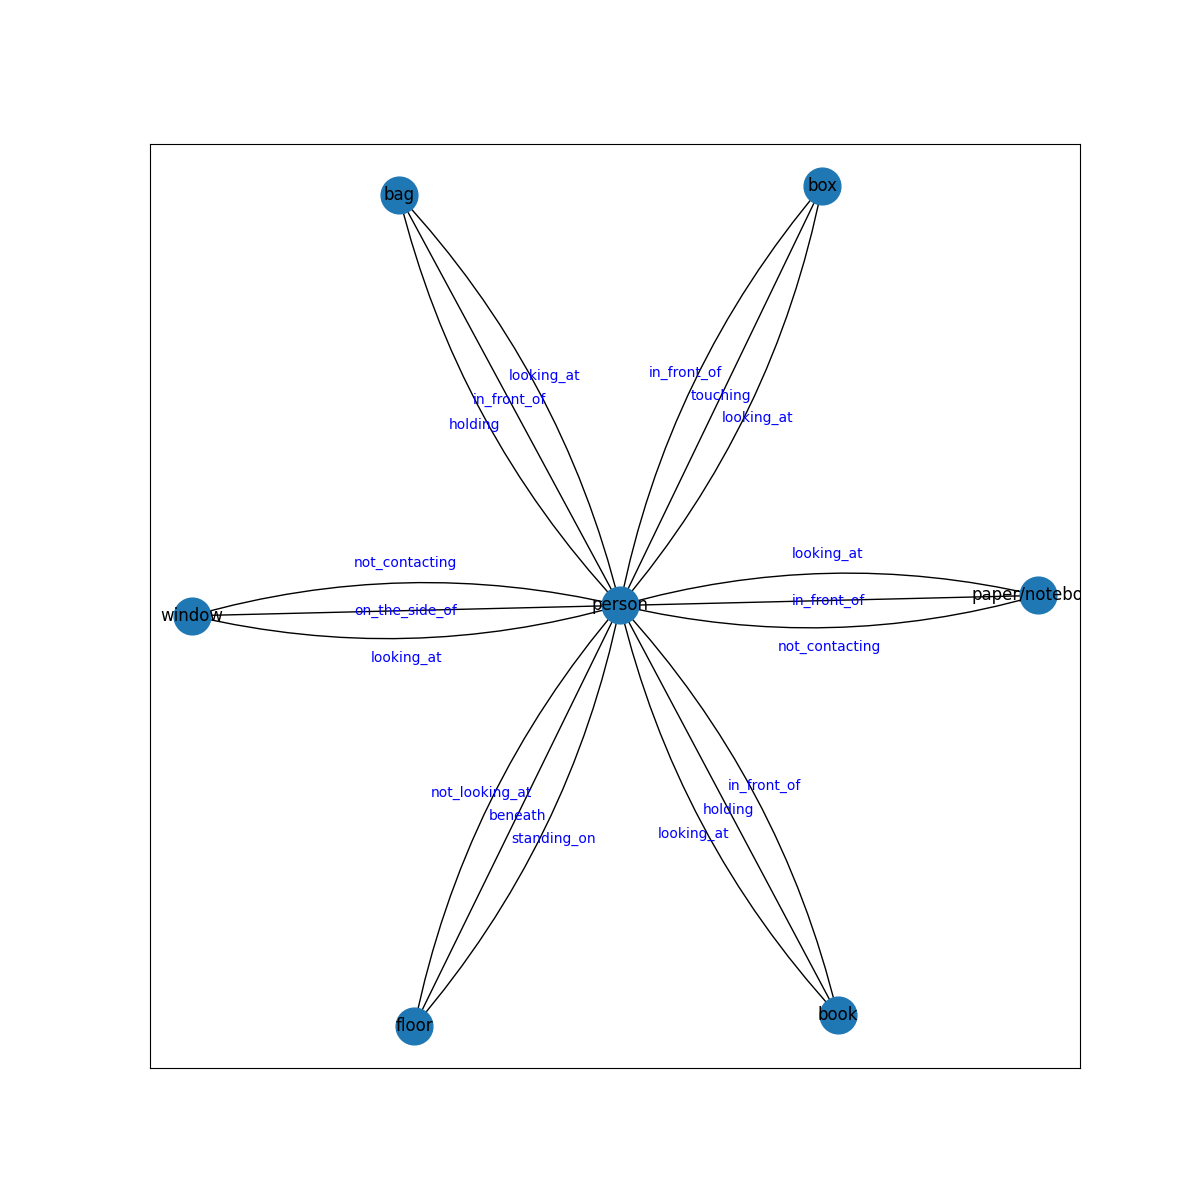 bag
box
looking_at
in_front_of
holding
in_front_of
touching
looking_at
not_contacting
on_the_side_of
looking_at
looking_at
in_front_of
not_contacting
window
person
paper/notebo
not_looking_at
beneath
standing_on
in_front_of
holding
looking_at
floor
book